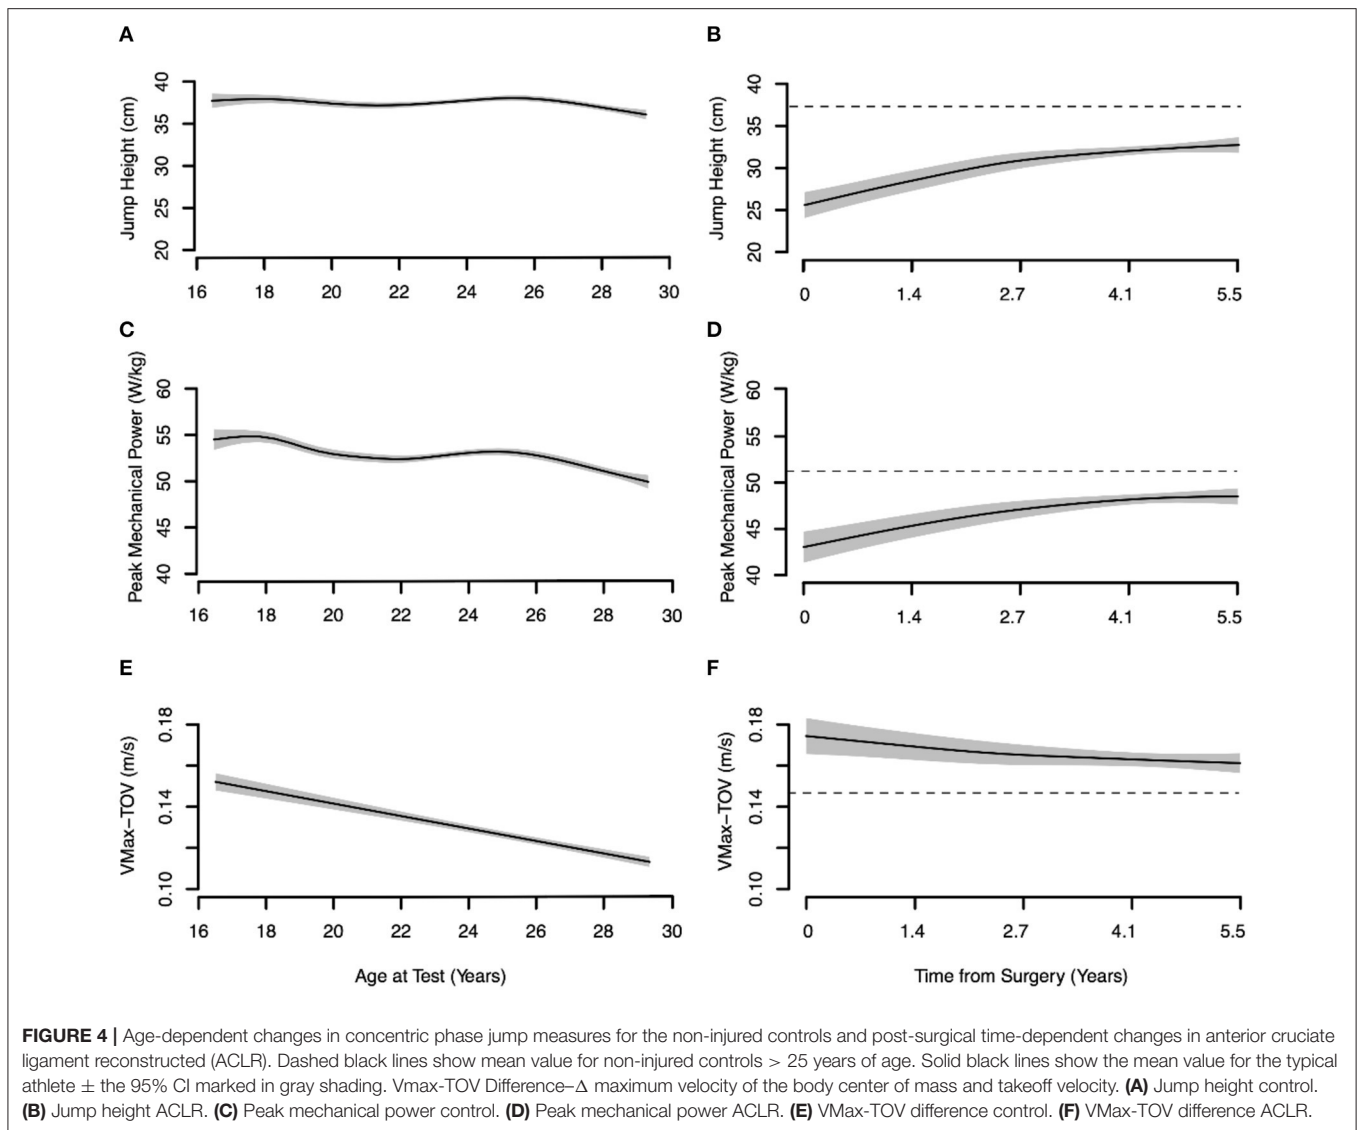 A
B
Jump Height (cm)
40
35
30
25
20
16 18 20 22 24 26 28 30
Jump Height (cm)
40
35
30
25
20
0 1.4 2.7 4.1 5.5
C
D
Peak Mechanical Power (W/kg)
60
55
50
45
40
16 18 20 22 24 26 28 30
Peak Mechanical Power (W/kg)
60
55
50
45
40
0 1.4 2.7 4.1 5.5
E
F
VMax−TOV (m/s)
0.18
0.14
0.10
16 18 20 22 24 26 28 30
Age at Test (Years)
VMax−TOV (m/s)
0.18
0.14
0.10
0 1.4 2.7 4.1 5.5
Time from Surgery (Years)
FIGURE 4 | Age-dependent changes in concentric phase jump measures for the non-injured controls and post-surgical time-dependent changes in anterior cruciate
ligament reconstructed (ACLR). Dashed black lines show mean value for non-injured controls > 25 years of age. Solid black lines show the mean value for the typical
athlete ± the 95% CI marked in gray shading. Vmax-TOV Difference–Δ maximum velocity of the body center of mass and takeoff velocity. (A) Jump height control.
(B) Jump height ACLR. (C) Peak mechanical power control. (D) Peak mechanical power ACLR. (E) VMax-TOV difference control. (F) VMax-TOV difference ACLR.